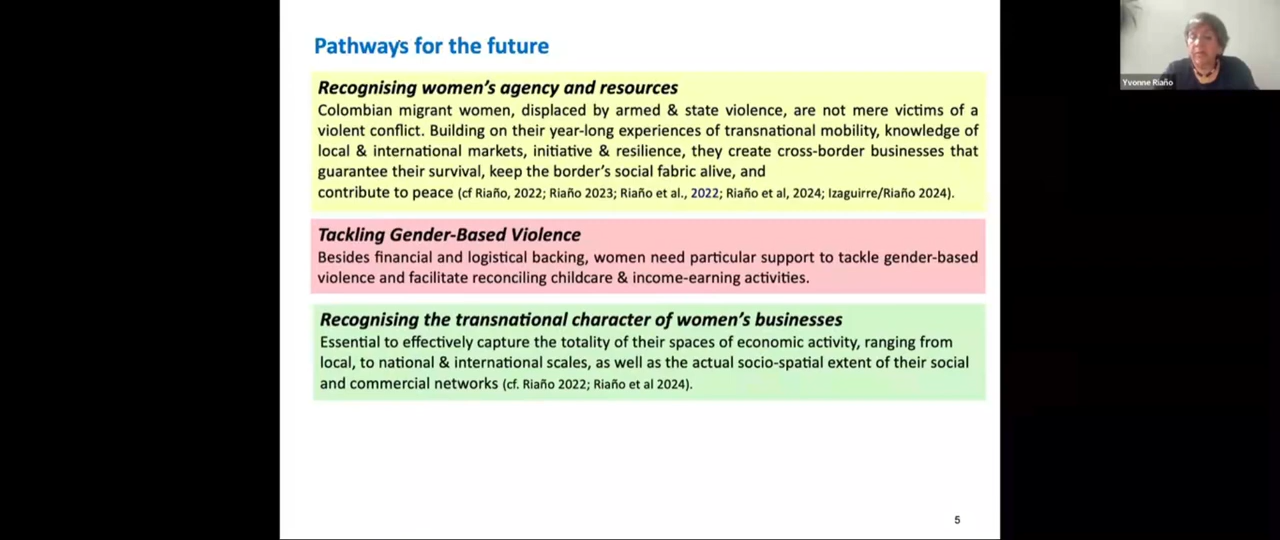 Pathways for the future
Recognising women's agency and resources
Colombian migrant women, displaced by armed & state violence, are not mere victims of a
violent conflict. Building on their year-long experiences of transnational mobility, knowledge of
local & international markets, initiative & resilience, they create cross-border businesses that
guarantee their survival, keep the border's social fabric alive, and
contribute to peace (cf Riaño, 2022; Riaño 2023; Riaño et al., 2022; Riaño et al, 2024; Izaguirre/Riaño 2024).
Tackling Gender-Based Violence
Besides financial and logistical backing, women need particular support to tackle gender-based
violence and facilitate reconciling childcare & income-earning activities.
Recognising the transnational character of women's businesses
Essential to effectively capture the totality of their spaces of economic activity, ranging from
local, to national & international scales, as well as the actual socio-spatial extent of their social
and commercial networks (cf. Riaño 2022; Riaño et al 2024).
5
Yvonne Riaño